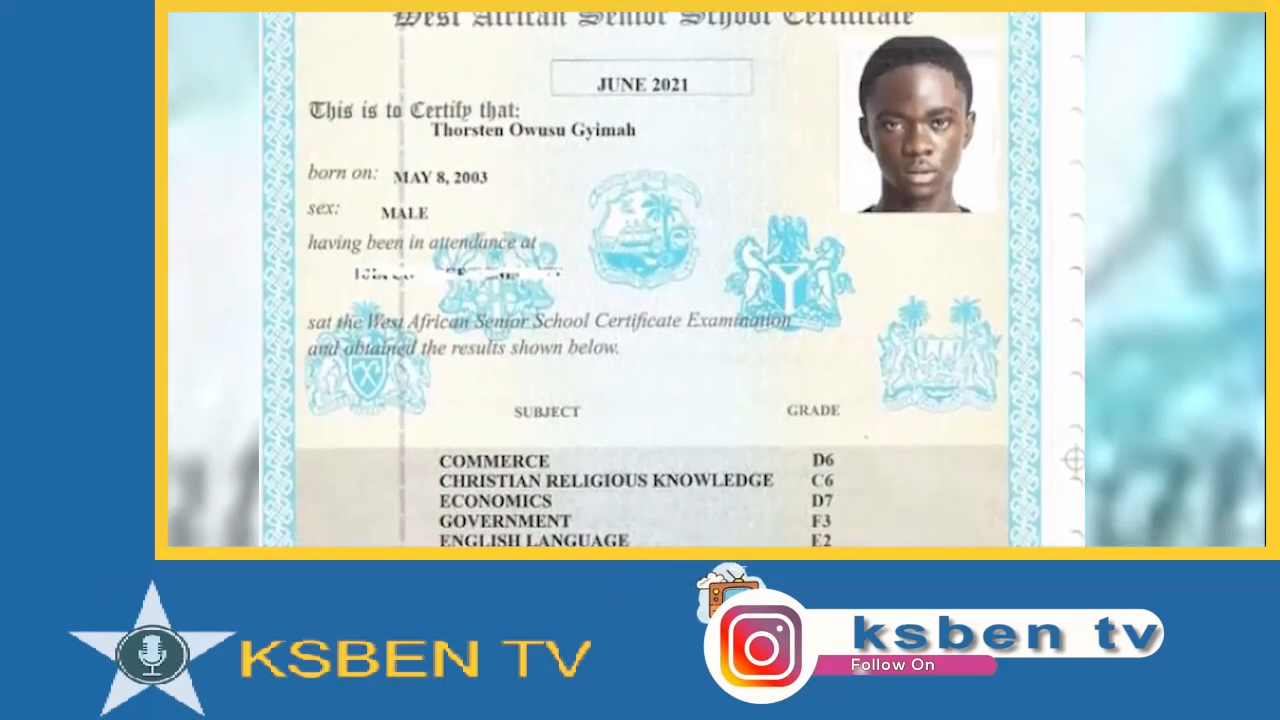 West African Senior School Certificate
JUNE 2021
This is to Certify that:
Thorsten Owusu Gyimah
born on: MAY 8, 2003
sex: MALE
having been in attendance at
sat the West African Senior School Certificate Examination
and obtained the results shown below.
SUBJECT GRADE
COMMERCE D6
CHRISTIAN RELIGIOUS KNOWLEDGE C6
ECONOMICS D7
GOVERNMENT F3
ENGLISH LANGUAGE E2
KSBEN TV
ksben tv
Follow On